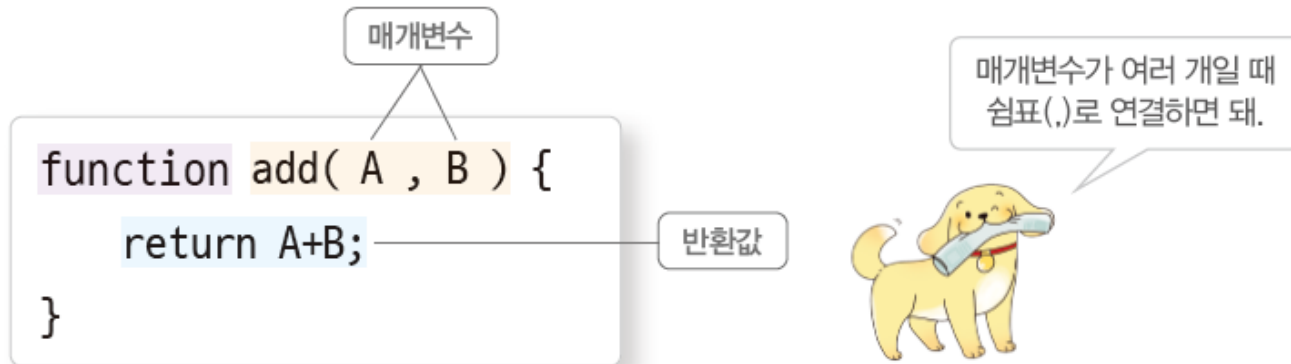 매개변수
function add( A , B ) {
return A+B;
}
반환값
매개변수가 여러 개일 때
쉼표(,)로 연결하면 돼.